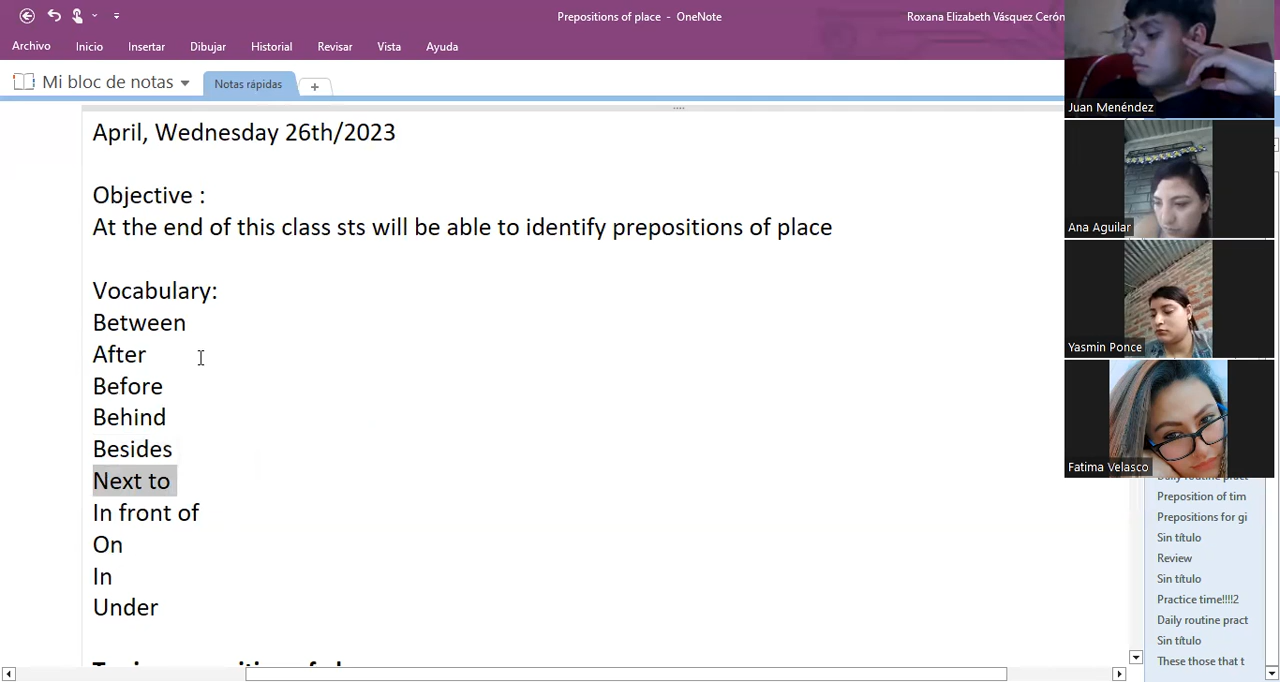 Prepositions of place - OneNote
Roxana Elizabeth Vásquez Cerón
Archivo Inicio Insertar Dibujar Historial Revisar Vista Ayuda
Mi bloc de notas Notas rápidas +
April, Wednesday 26th/2023
Objective :
At the end of this class sts will be able to identify prepositions of place
Vocabulary:
Between
After
Before
Behind
Besides
Next to
In front of
On
In
Under
Juan Menéndez
Ana Aguilar
Yasmin Ponce
Fatima Velasco
Daily routine pract
Preposition of tim
Prepositions for gi
Sin título
Review
Sin título
Practice time!!!!2
Daily routine pract
Sin título
These those that t